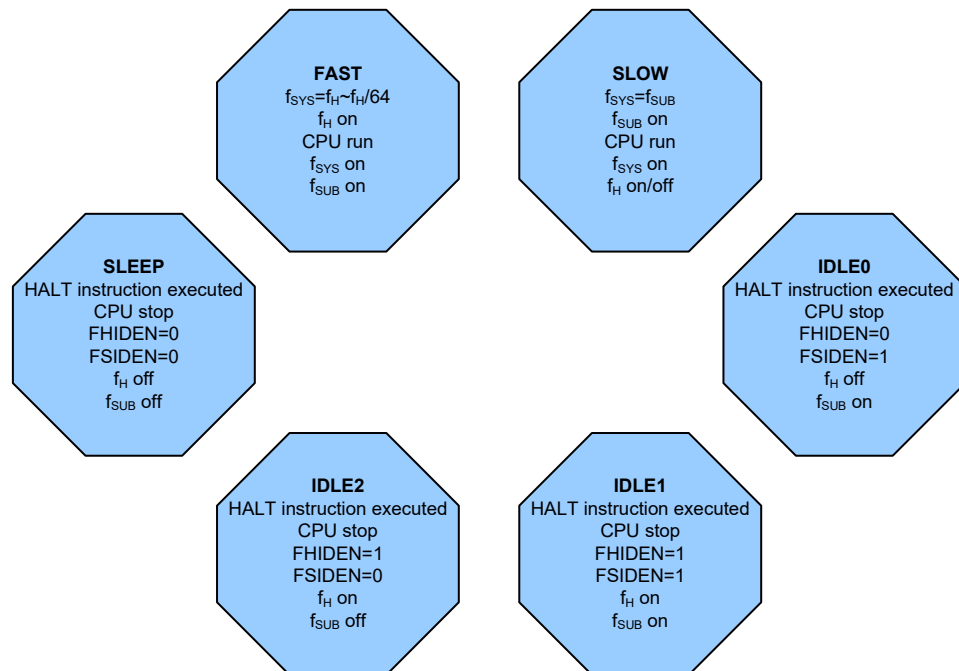 FAST
fSYS=fH~fH/64
fH on
CPU run
fSYS on
fSUB on
SLOW
fSYS=fSUB
fSUB on
CPU run
fSYS on
fH on/off
SLEEP
HALT instruction executed
CPU stop
FHIDEN=0
FSIDEN=0
fH off
fSUB off
IDLE0
HALT instruction executed
CPU stop
FHIDEN=0
FSIDEN=1
fH off
fSUB on
IDLE2
HALT instruction executed
CPU stop
FHIDEN=1
FSIDEN=0
fH on
fSUB off
IDLE1
HALT instruction executed
CPU stop
FHIDEN=1
FSIDEN=1
fH on
fSUB on